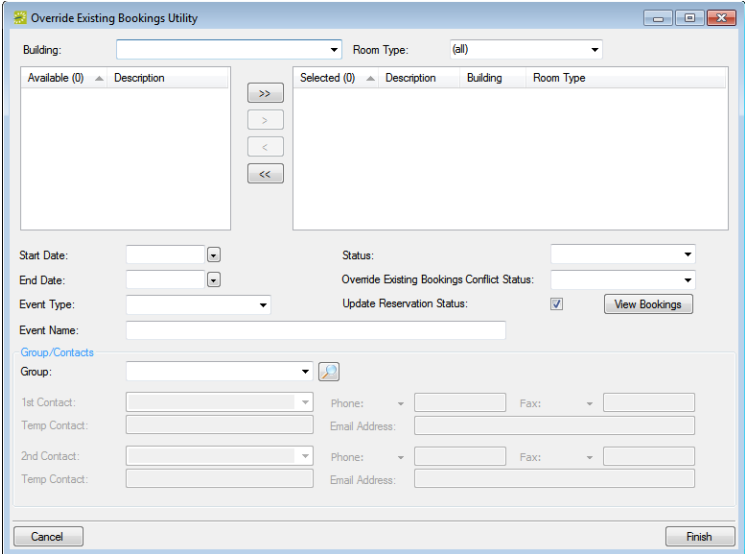 Override Existing Bookings Utility
Building: Room Type: (all)
Available (0) Description
Selected (0) Description Building Room Type
>>
>
<
<<
Start Date: Status:
End Date: Override Existing Bookings Conflict Status:
Event Type: Update Reservation Status: View Bookings
Event Name:
Group/Contacts
Group:
1st Contact: Phone: Fax:
Temp Contact: Email Address:
2nd Contact: Phone: Fax:
Temp Contact: Email Address:
Cancel Finish